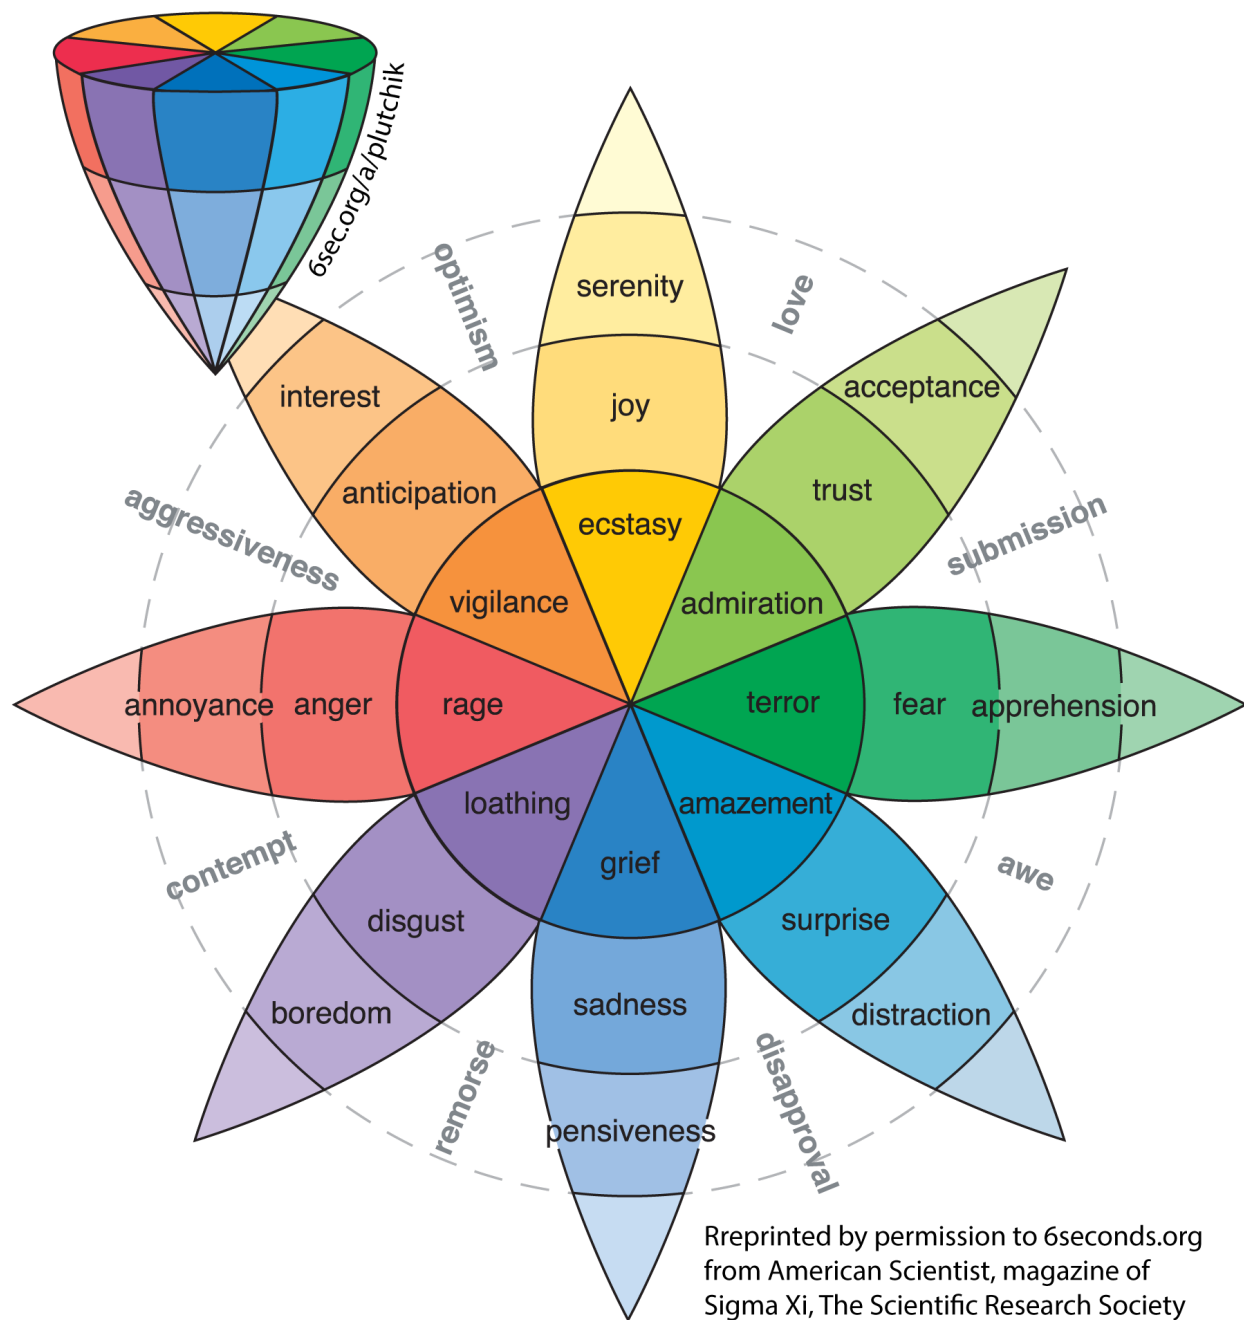 6sec.org/a/plutchik
optimism
love
serenity
interest
acceptance
joy
anticipation
trust
aggressiveness
ecstasy
submission
vigilance
admiration
annoyance
anger
rage
terror
fear
apprehension
loathing
amazement
contempt
grief
awe
disgust
surprise
boredom
sadness
distraction
remorse
disapproval
pensiveness
Rreprinted by permission to 6seconds.org
from American Scientist, magazine of
Sigma Xi, The Scientific Research Society